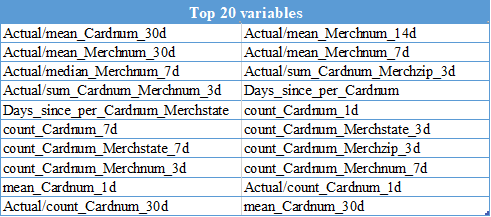 Top 20 variables
Actual/mean_Cardnum_30d Actual/mean_Merchnum_14d
Actual/mean_Merchnum_30d Actual/mean_Merchnum_7d
Actual/median_Merchnum_7d Actual/sum_Cardnum_Merchzip_3d
Actual/sum_Cardnum_Merchnum_3d Days_since_per_Cardnum
Days_since_per_Cardnum_Merchstate count_Cardnum_1d
count_Cardnum_7d count_Cardnum_Merchstate_3d
count_Cardnum_Merchstate_7d count_Cardnum_Merchzip_3d
count_Cardnum_Merchnum_3d count_Cardnum_Merchnum_7d
mean_Cardnum_1d Actual/count_Cardnum_1d
Actual/count_Cardnum_30d mean_Cardnum_30d